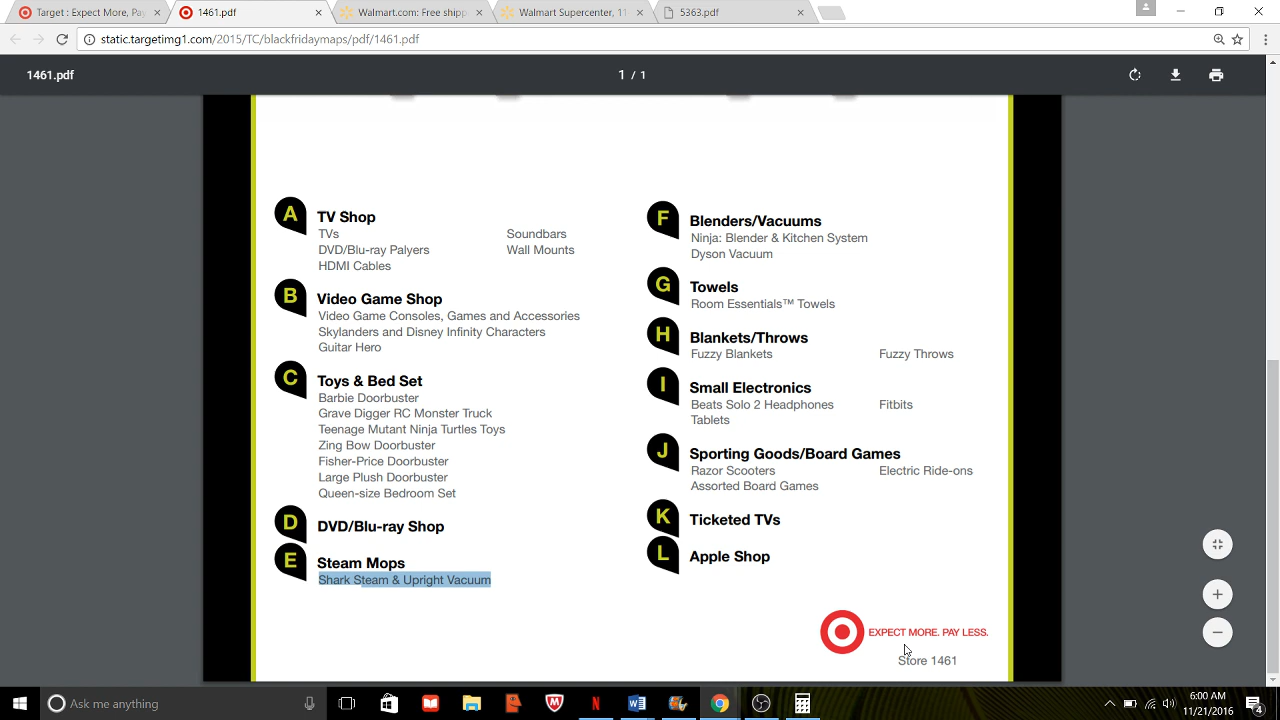 Target : Expect More, Pay
1461.pdf
Walmart.com: Free shipp
Walmart Supercenter, 11
5363.pdf
static.targetimg1.com/2015/TC/blackfridaymaps/pdf/1461.pdf
1461.pdf
1 / 1
A TV Shop
TVs Soundbars
DVD/Blu-ray Palyers Wall Mounts
HDMI Cables
B Video Game Shop
Video Game Consoles, Games and Accessories
Skylanders and Disney Infinity Characters
Guitar Hero
C Toys & Bed Set
Barbie Doorbuster
Grave Digger RC Monster Truck
Teenage Mutant Ninja Turtles Toys
Zing Bow Doorbuster
Fisher-Price Doorbuster
Large Plush Doorbuster
Queen-size Bedroom Set
D DVD/Blu-ray Shop
E Steam Mops
Shark Steam & Upright Vacuum
F Blenders/Vacuums
Ninja: Blender & Kitchen System
Dyson Vacuum
G Towels
Room Essentials™ Towels
H Blankets/Throws
Fuzzy Blankets Fuzzy Throws
I Small Electronics
Beats Solo 2 Headphones Fitbits
Tablets
J Sporting Goods/Board Games
Razor Scooters Electric Ride-ons
Assorted Board Games
K Ticketed TVs
L Apple Shop
EXPECT MORE. PAY LESS.
Store 1461
Ask me anything
6:00 AM
11/21/2016